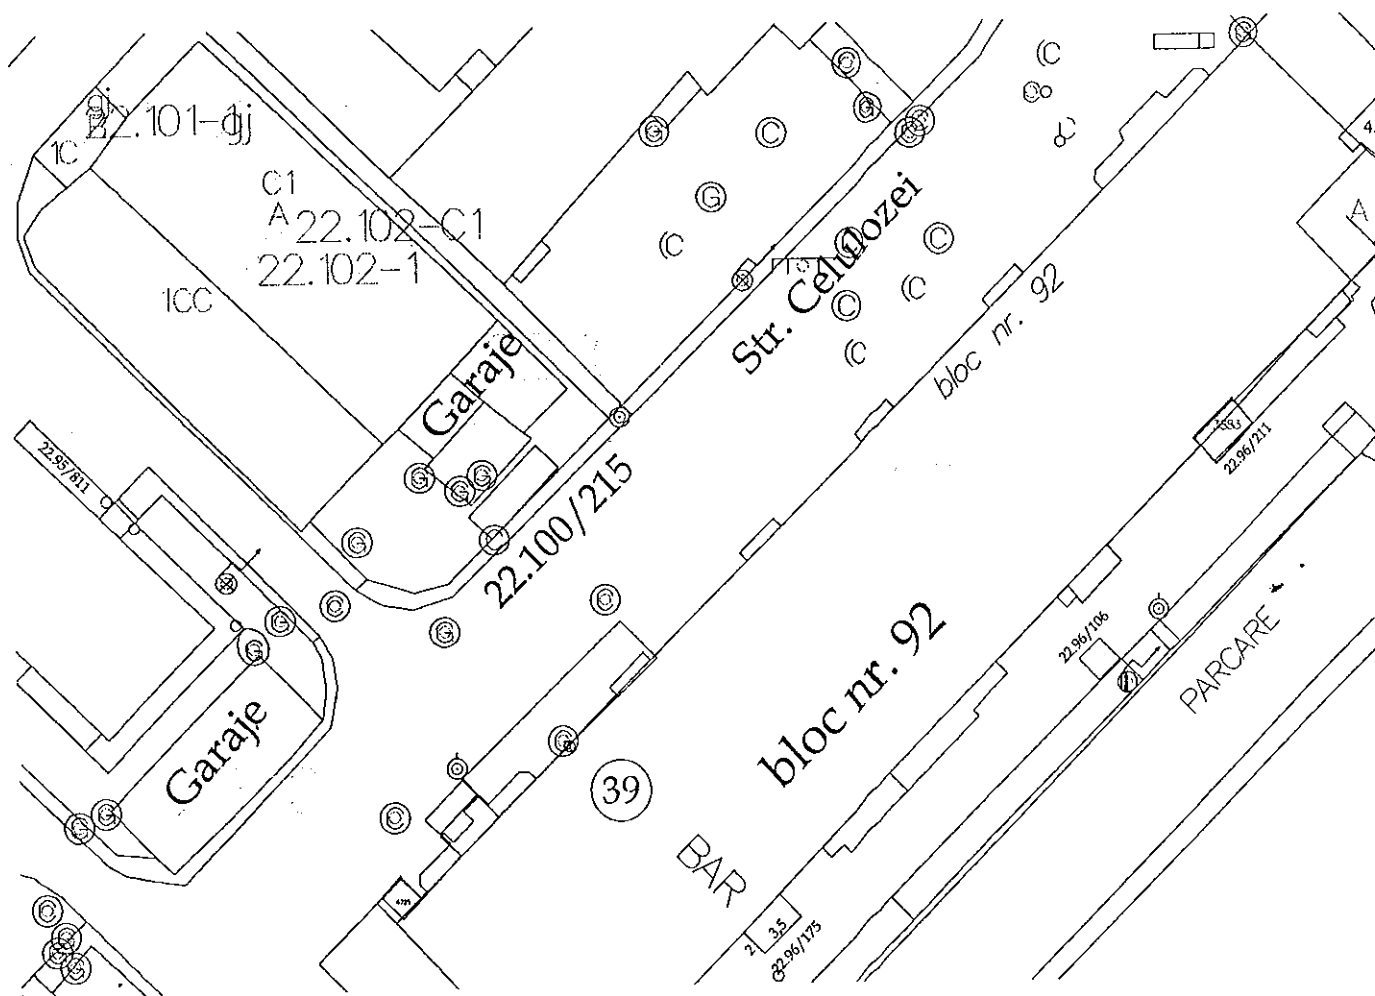 22.101-gj
1C
C1
A 22.102-C1
22.102-1
1CC
Garaje
Str. Celulozei
bloc nr. 92
A
22.95/811
22.100/215
22.96/211
22.96/106
PARCARE
Garaje
bloc nr. 92
39
BAR
2
3,5
22.96/175